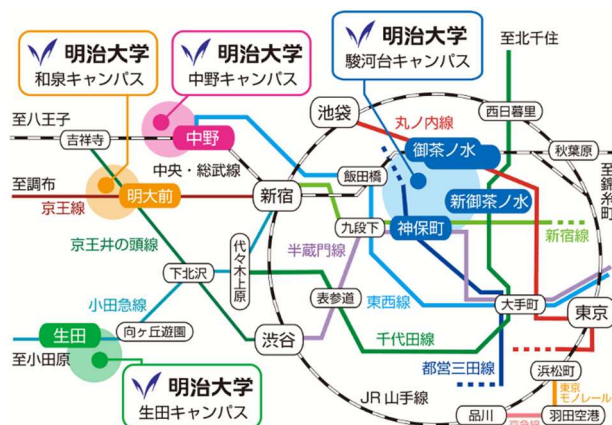 明治大学
和泉キャンパス
明治大学
中野キャンパス
明治大学
駿河台キャンパス
至北千住
至八王子
吉祥寺
中野
池袋
丸ノ内線
西日暮里
御茶ノ水
秋葉原
至錦糸町
中央・総武線
飯田橋
至調布
京王線
明大前
新宿
新御茶ノ水
九段下
神保町
新宿線
京王井の頭線
代々木上原
半蔵門線
下北沢
表参道
東西線
大手町
東京
小田急線
生田
向ヶ丘遊園
渋谷
千代田線
至小田原
都営三田線
浜松町
明治大学
生田キャンパス
JR山手線
東京
モノレール
品川
京急線
羽田空港